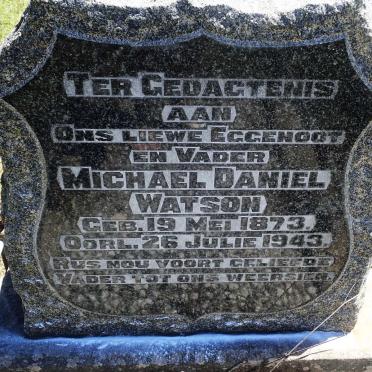 TER GEDAGTENIS
AAN
ONS LIEWE EGGENOOT
EN VADER
MICHAEL DANIEL
WATSON
GEB. 19 MEI 1873.
OORL. 26 JULIE 1943.
RUS NOU VOORT GELIEFDE
VADER TOT ONS WEERSIEN